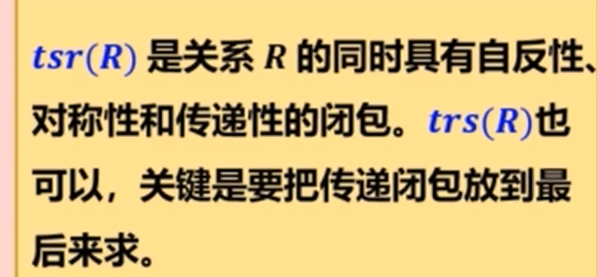 tsr(R) 是关系 R 的同时具有自反性、
对称性和传递性的闭包。trs(R)也
可以，关键是要把传递闭包放到最
后来求。